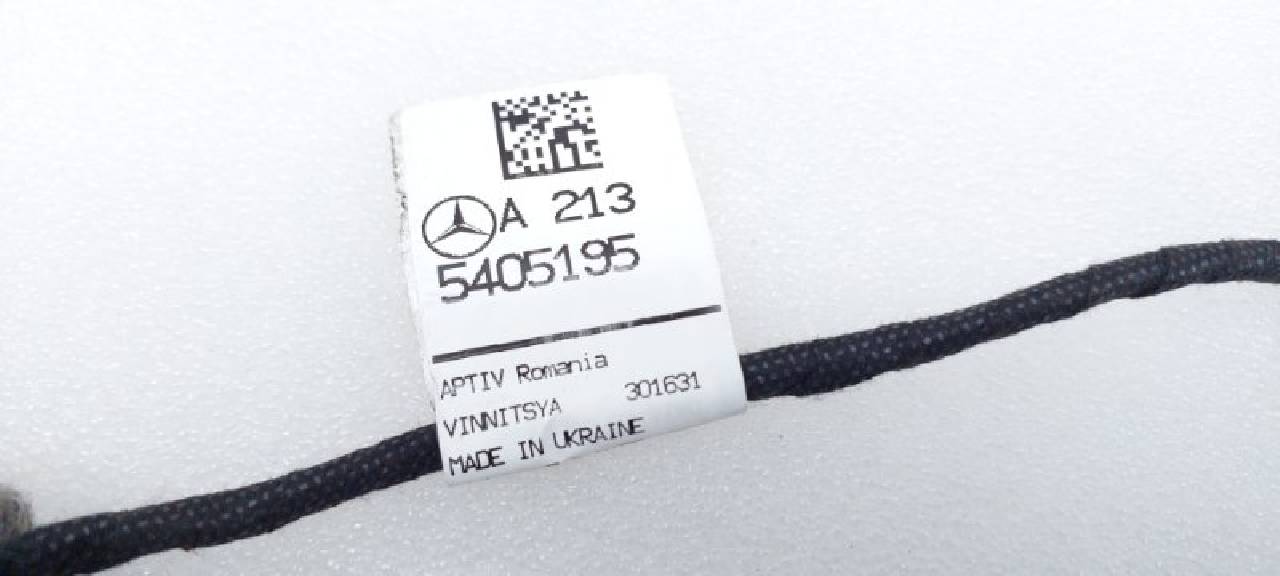 A 213
5405195
APTIV Romania
VINNITSYA 301631
MADE IN UKRAINE